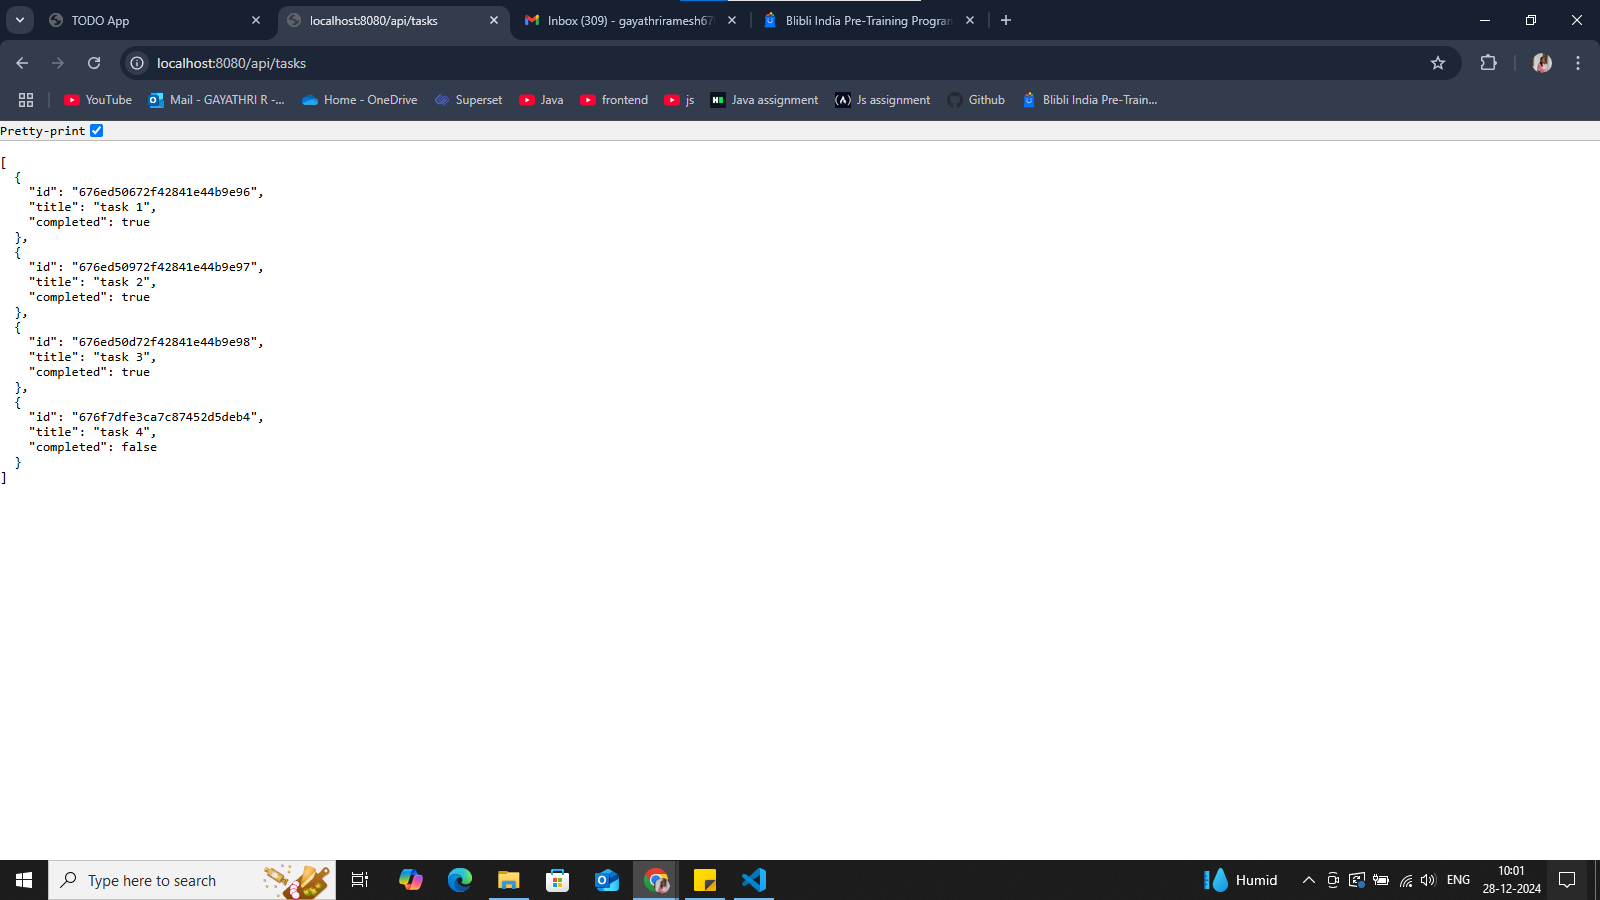 TODO App
localhost:8080/api/tasks
Inbox (309) - gayathriramesh67
Blibli India Pre-Training Program
localhost:8080/api/tasks
YouTube
Mail - GAYATHRI R -...
Home - OneDrive
Superset
Java
frontend
js
Java assignment
Js assignment
Github
Blibli India Pre-Train...
Pretty-print
[
  {
    "id": "676ed50672f42841e44b9e96",
    "title": "task 1",
    "completed": true
  },
  {
    "id": "676ed50972f42841e44b9e97",
    "title": "task 2",
    "completed": true
  },
  {
    "id": "676ed50d72f42841e44b9e98",
    "title": "task 3",
    "completed": true
  },
  {
    "id": "676f7dfe3ca7c87452d5deb4",
    "title": "task 4",
    "completed": false
  }
]
Type here to search
Humid
ENG
10:01
28-12-2024